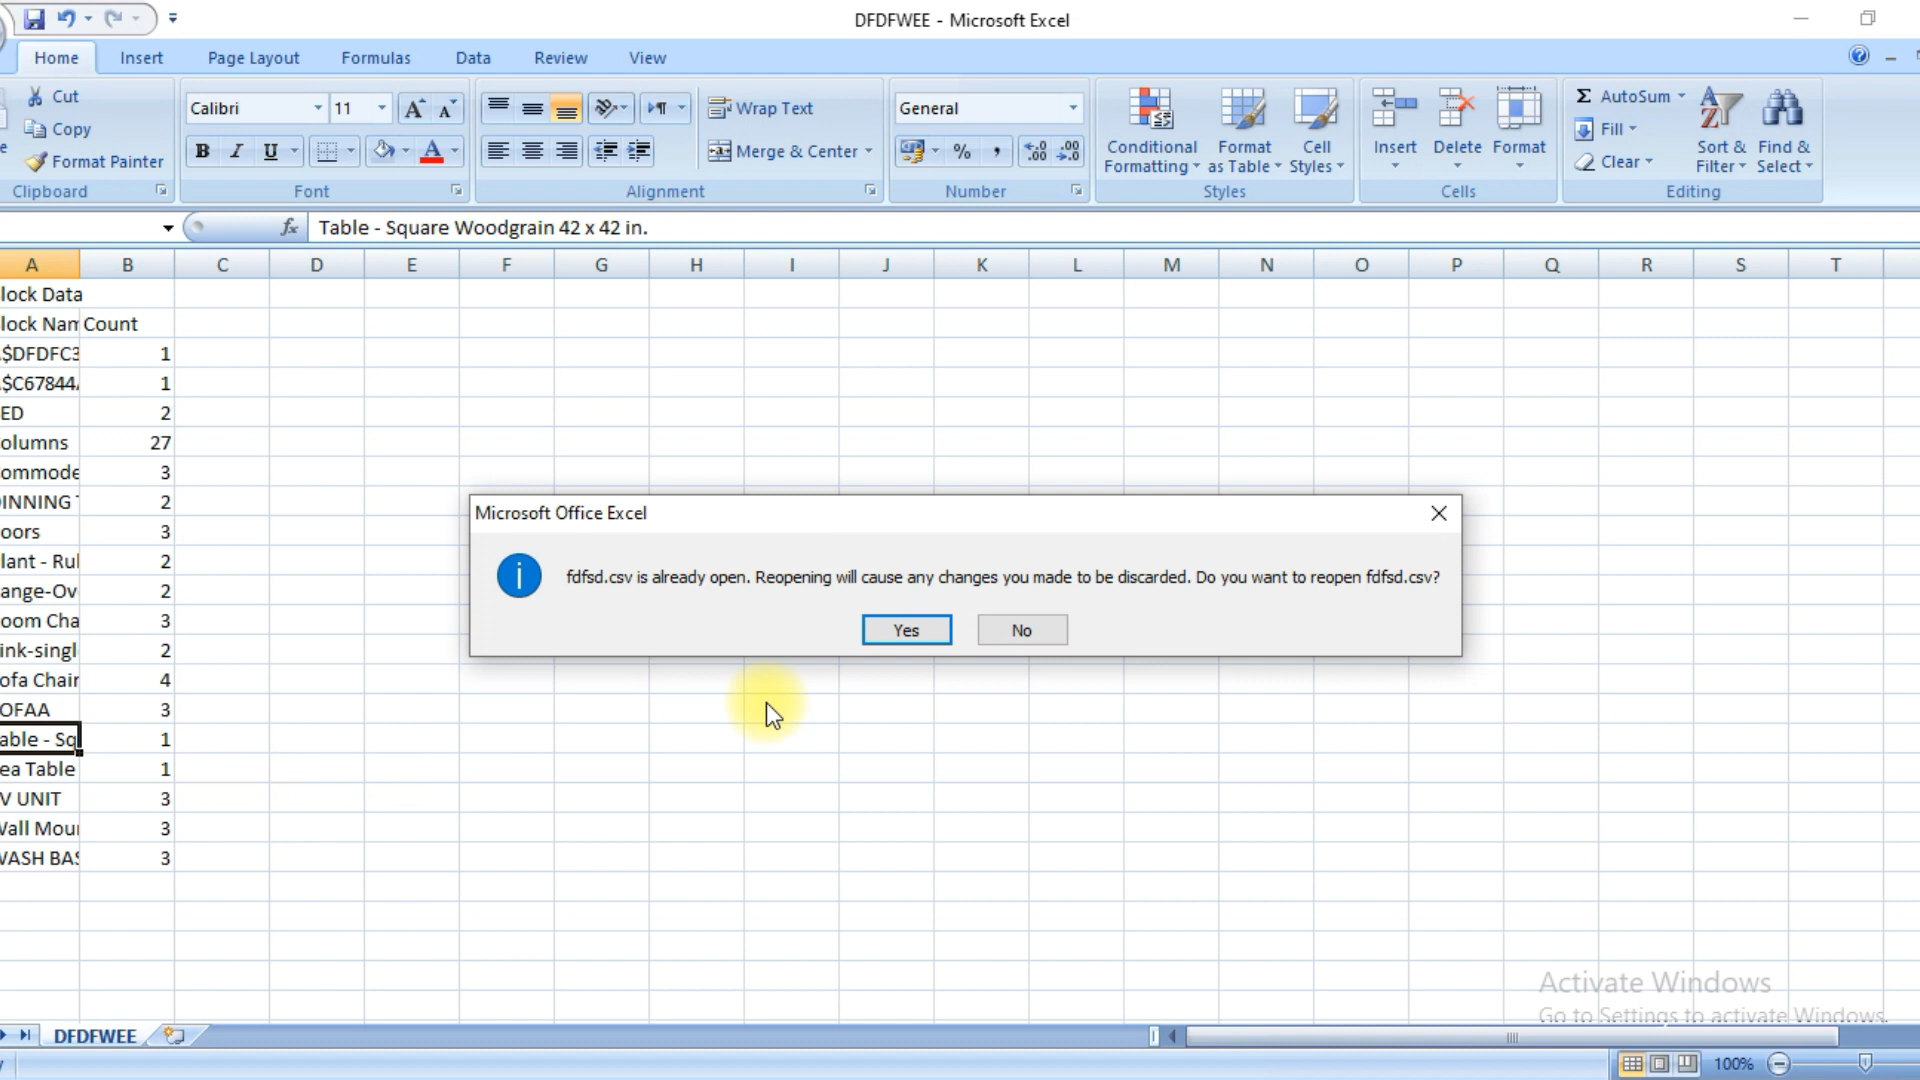 DFDFWEE - Microsoft Excel
Home Insert Page Layout Formulas Data Review View
Cut
Copy
Format Painter
Clipboard
Calibri 11
B I U
Font
Wrap Text
Merge & Center
Alignment
General
% ,
Number
Conditional Formatting
Format as Table
Cell Styles
Styles
Insert Delete Format
Cells
Σ AutoSum
Fill
Clear
Sort & Filter
Find & Select
Editing
fx Table - Square Woodgrain 42 x 42 in.
A B C D E F G H I J K L M N O P Q R S T
lock Data
lock Nam Count
$DFDFC3 1
$C67844 1
ED 2
olumns 27
ommode 3
INNING 2
oors 3
lant - Rul 2
ange-Ov 2
oom Cha 3
ink-singl 2
ofa Chair 4
OFAA 3
able - Sq 1
ea Table 1
V UNIT 3
Wall Mou 3
WASH BAS 3
Microsoft Office Excel
fdfsd.csv is already open. Reopening will cause any changes you made to be discarded. Do you want to reopen fdfsd.csv?
Yes No
Activate Windows
Go to Settings to activate Windows.
DFDFWEE
100%